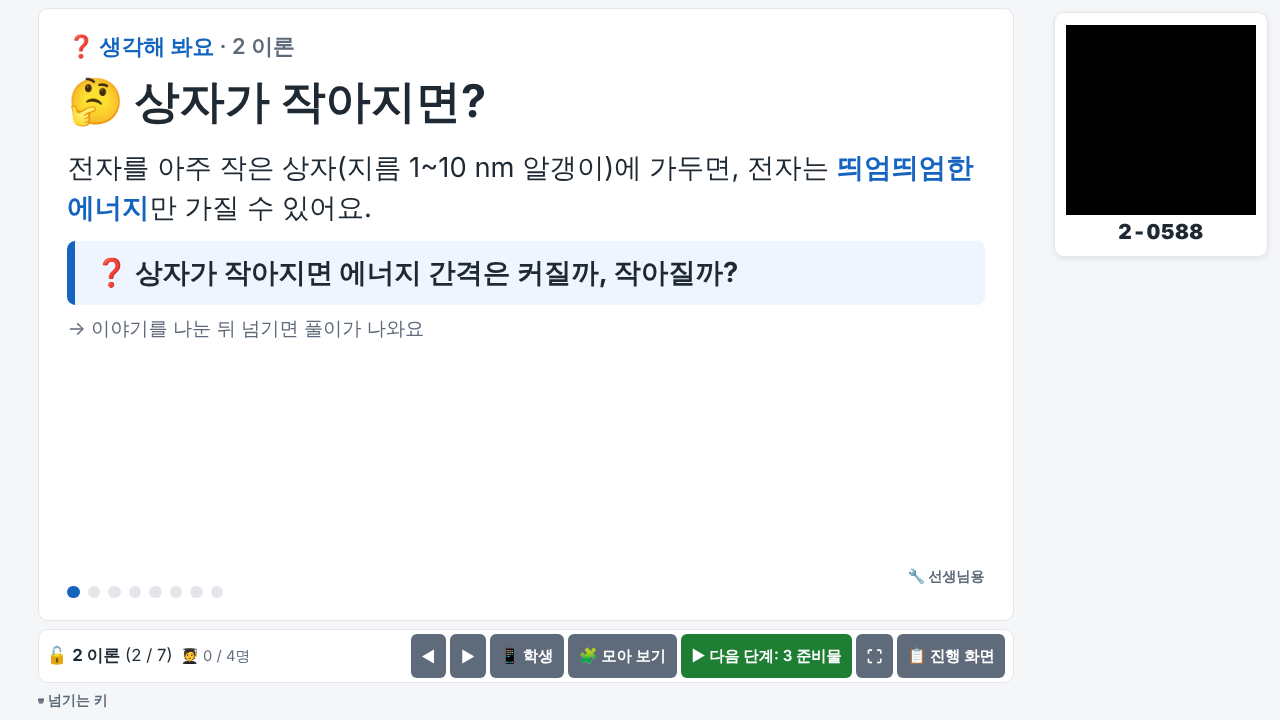 ❓ 생각해 봐요 · 2 이론
🤔 상자가 작아지면?
전자를 아주 작은 상자(지름 1~10 nm 알갱이)에 가두면, 전자는 띄엄띄엄한
에너지만 가질 수 있어요.
❓ 상자가 작아지면 에너지 간격은 커질까, 작아질까?
→ 이야기를 나눈 뒤 넘기면 풀이가 나와요
🔧 선생님용
🔓 2 이론 (2 / 7) 🧑‍🎓 0 / 4명
◀ ▶ 📱 학생 🧩 모아 보기 ▶ 다음 단계: 3 준비물 ⛶ 📋 진행 화면
넘기는 키
2-0588